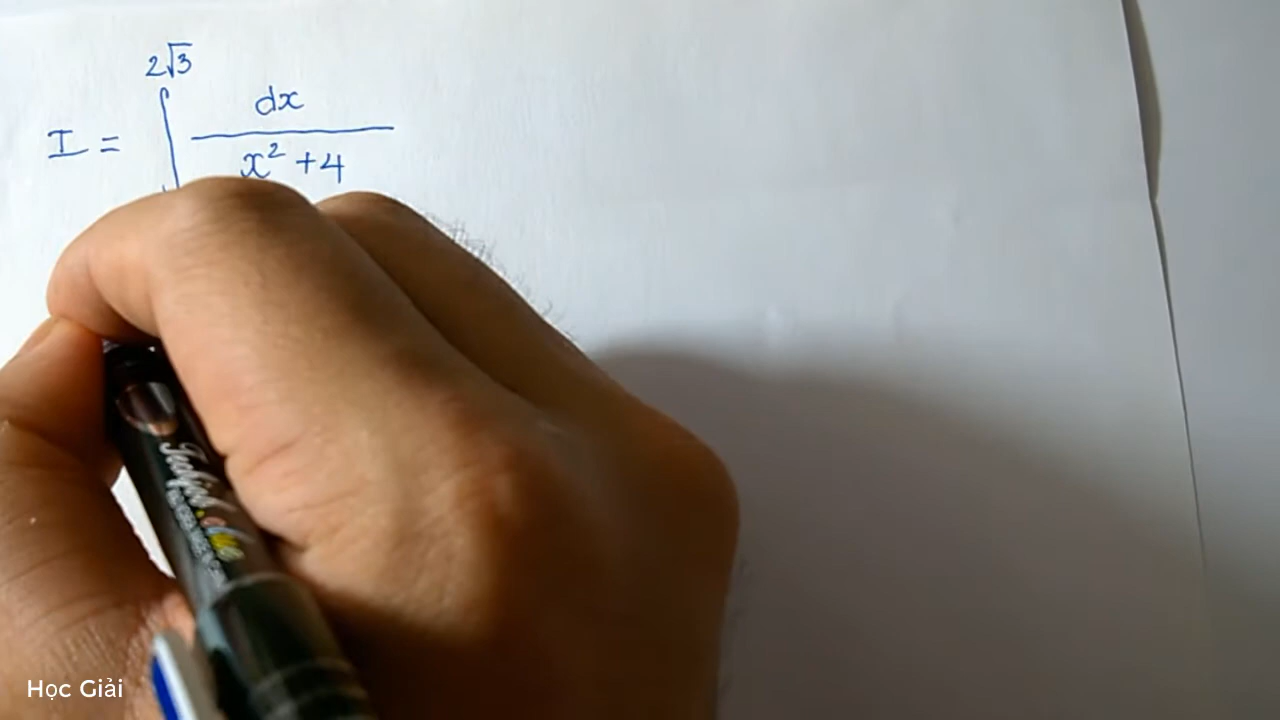 2√3
I = ∫ dx
x² + 4
Học Giải